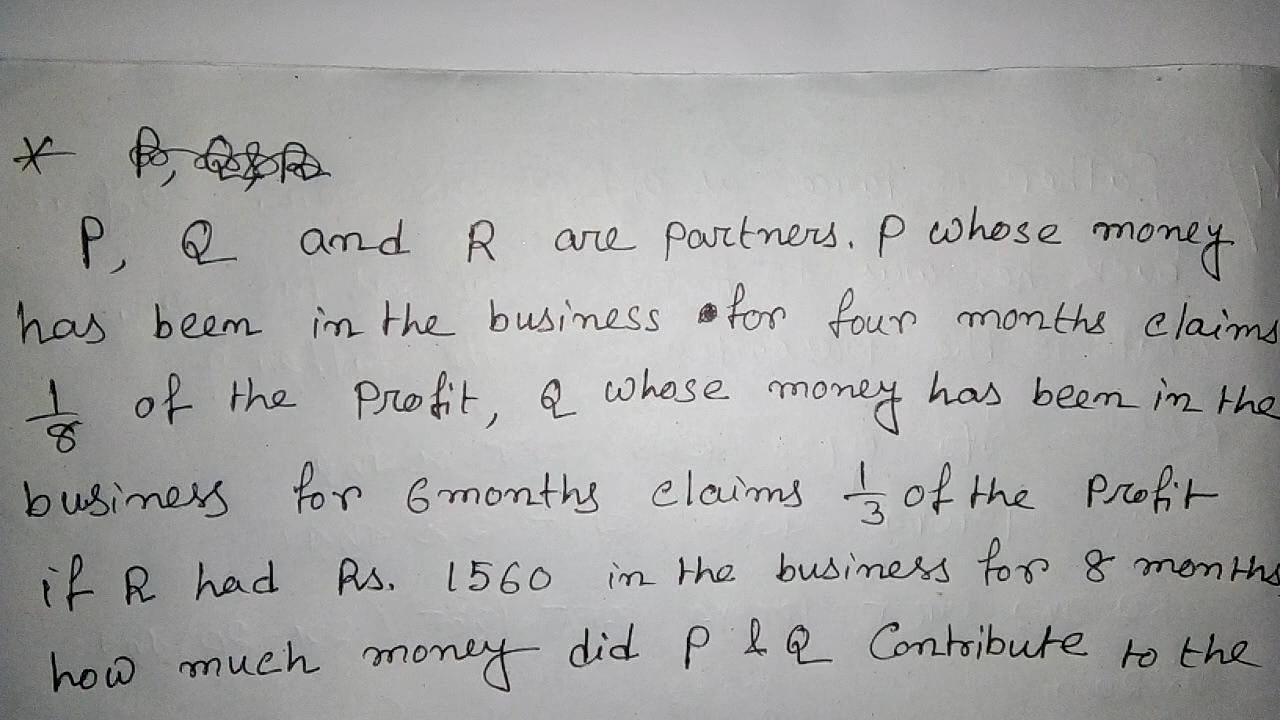 * P, Q & R
P, Q and R are partners. P whose money
has been in the business for four months claims
1/8 of the Profit, Q whose money has been in the
business for 6 months claims 1/3 of the Profit
if R had Rs. 1560 in the business for 8 months
how much money did P & Q Contribute to the